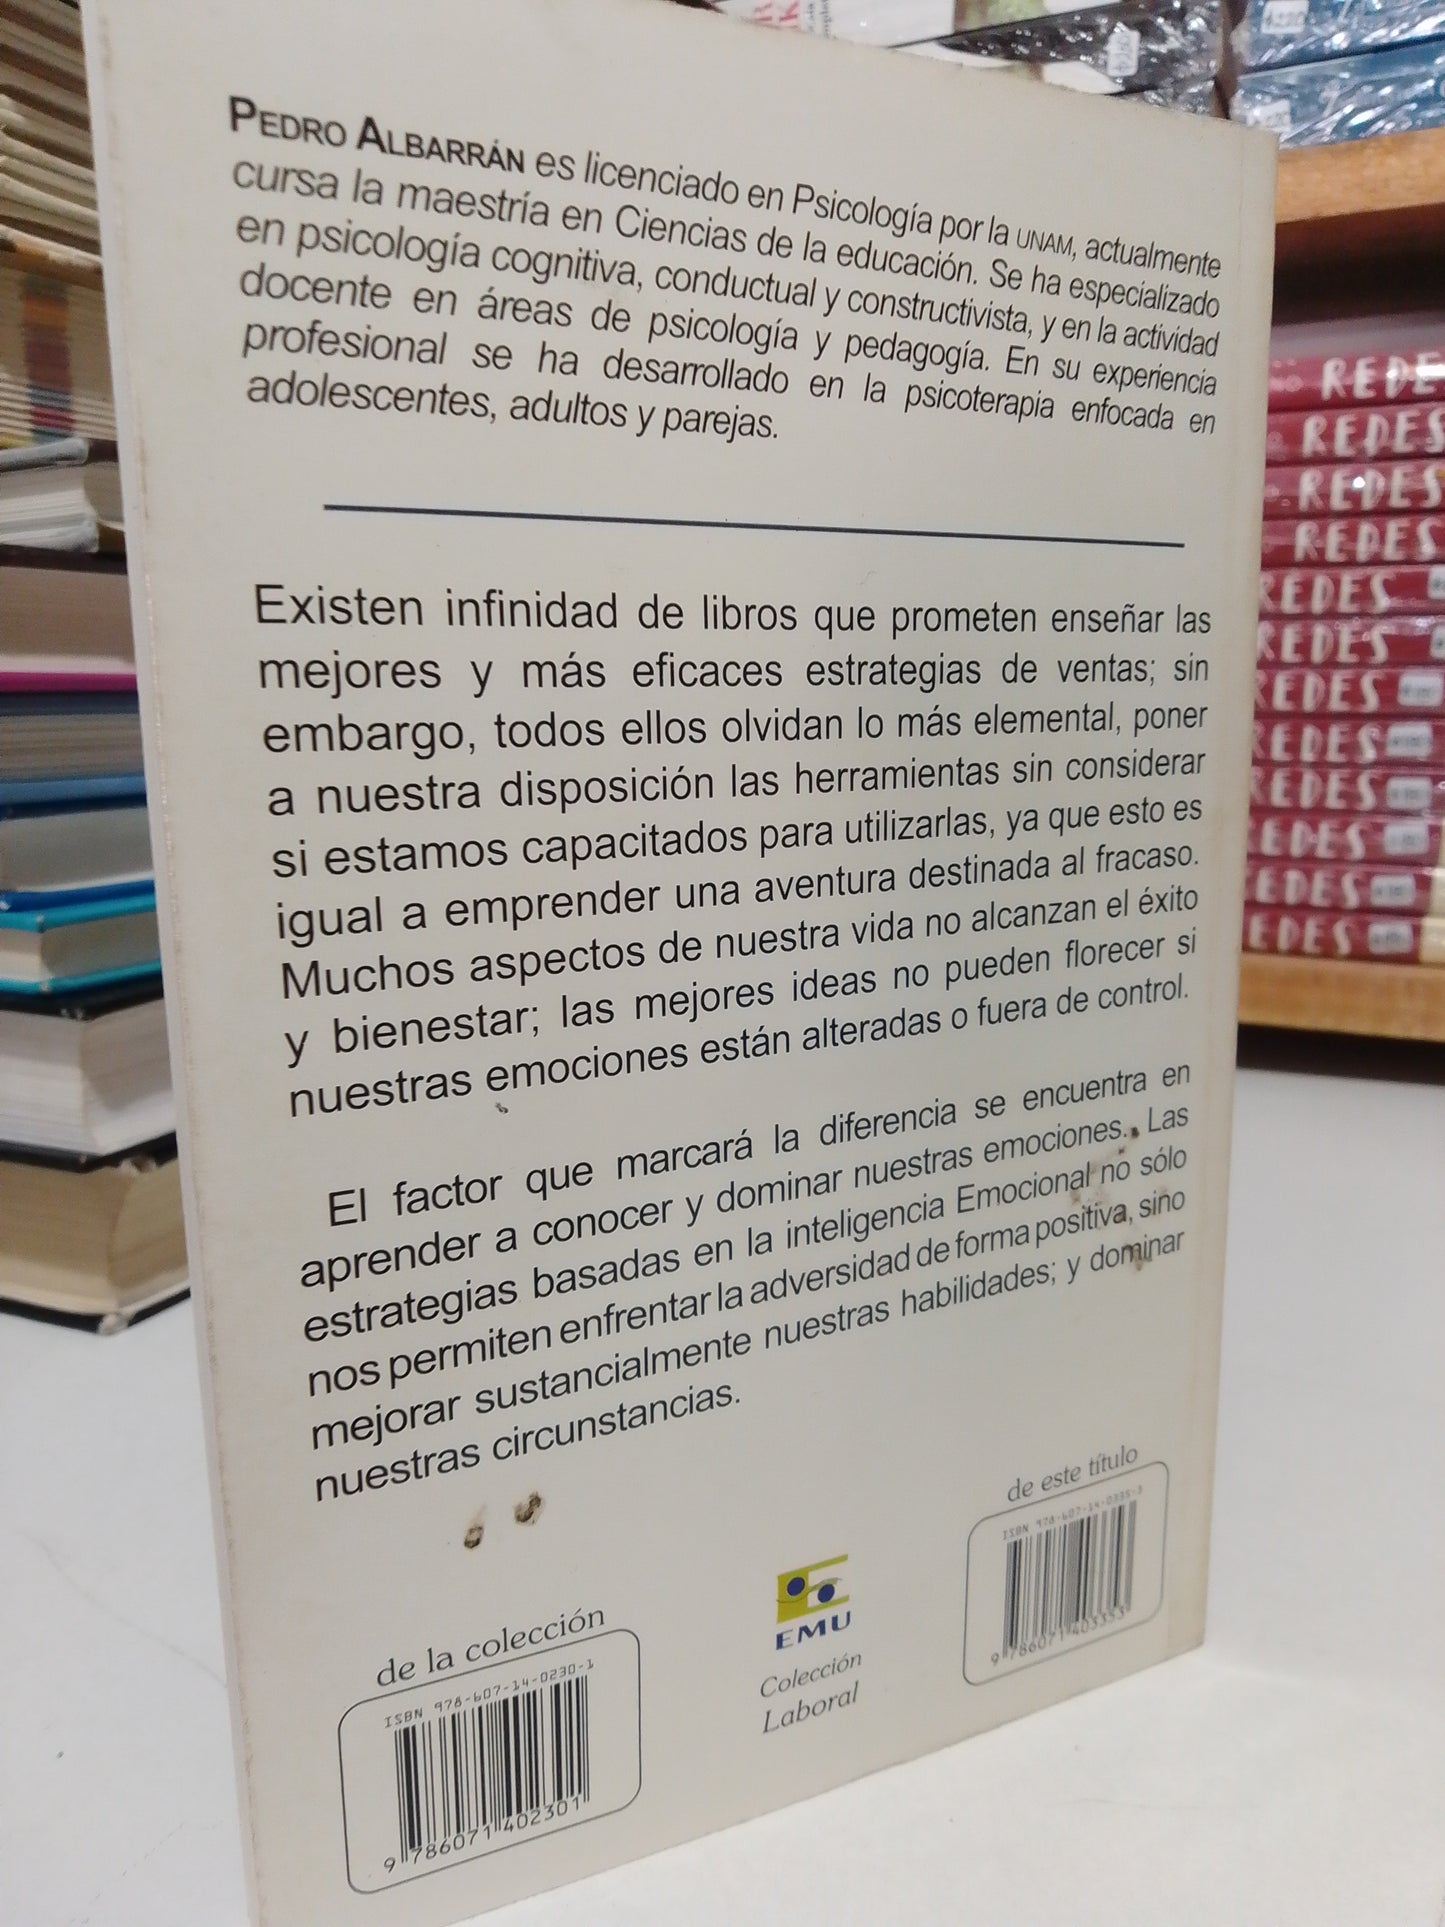 PEDRO ALBARRÁN es licenciado en Psicología por la UNAM, actualmente
cursa la maestría en Ciencias de la educación. Se ha especializado
en psicología cognitiva, conductual y constructivista, y en la actividad
docente en áreas de psicología y pedagogía. En su experiencia
profesional se ha desarrollado en la psicoterapia enfocada en
adolescentes, adultos y parejas.
Existen infinidad de libros que prometen enseñar las
mejores y más eficaces estrategias de ventas; sin
embargo, todos ellos olvidan lo más elemental, poner
a nuestra disposición las herramientas sin considerar
si estamos capacitados para utilizarlas, ya que esto es
igual a emprender una aventura destinada al fracaso.
Muchos aspectos de nuestra vida no alcanzan el éxito
y bienestar; las mejores ideas no pueden florecer si
nuestras emociones están alteradas o fuera de control.
El factor que marcará la diferencia se encuentra en
aprender a conocer y dominar nuestras emociones. Las
estrategias basadas en la inteligencia Emocional no sólo
nos permiten enfrentar la adversidad de forma positiva, sino
mejorar sustancialmente nuestras habilidades; y dominar
nuestras circunstancias.
de la colección
ISBN 978-607-14-0230-1
9 786071 402301
EMU
Colección
Laboral
de este título
ISBN 978-607-14-0335-3
9 786071 403353
REDES
REDES
REDES
REDES
REDES
REDES
REDES
REDES
REDES
REDES
REDES